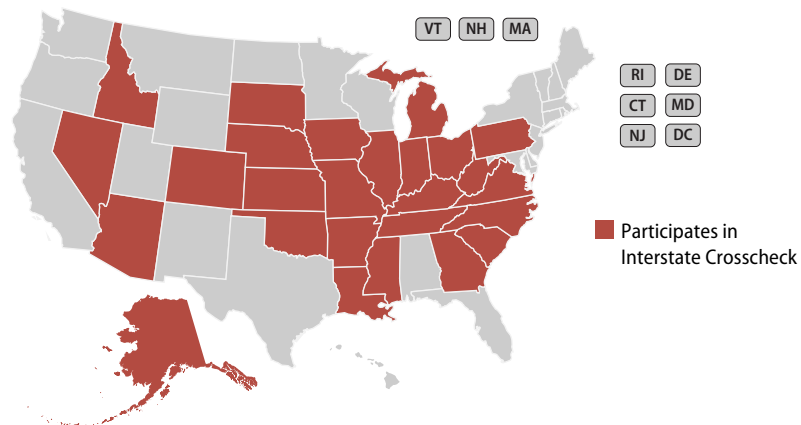 VT NH MA
RI DE
CT MD
NJ DC
Participates in
Interstate Crosscheck